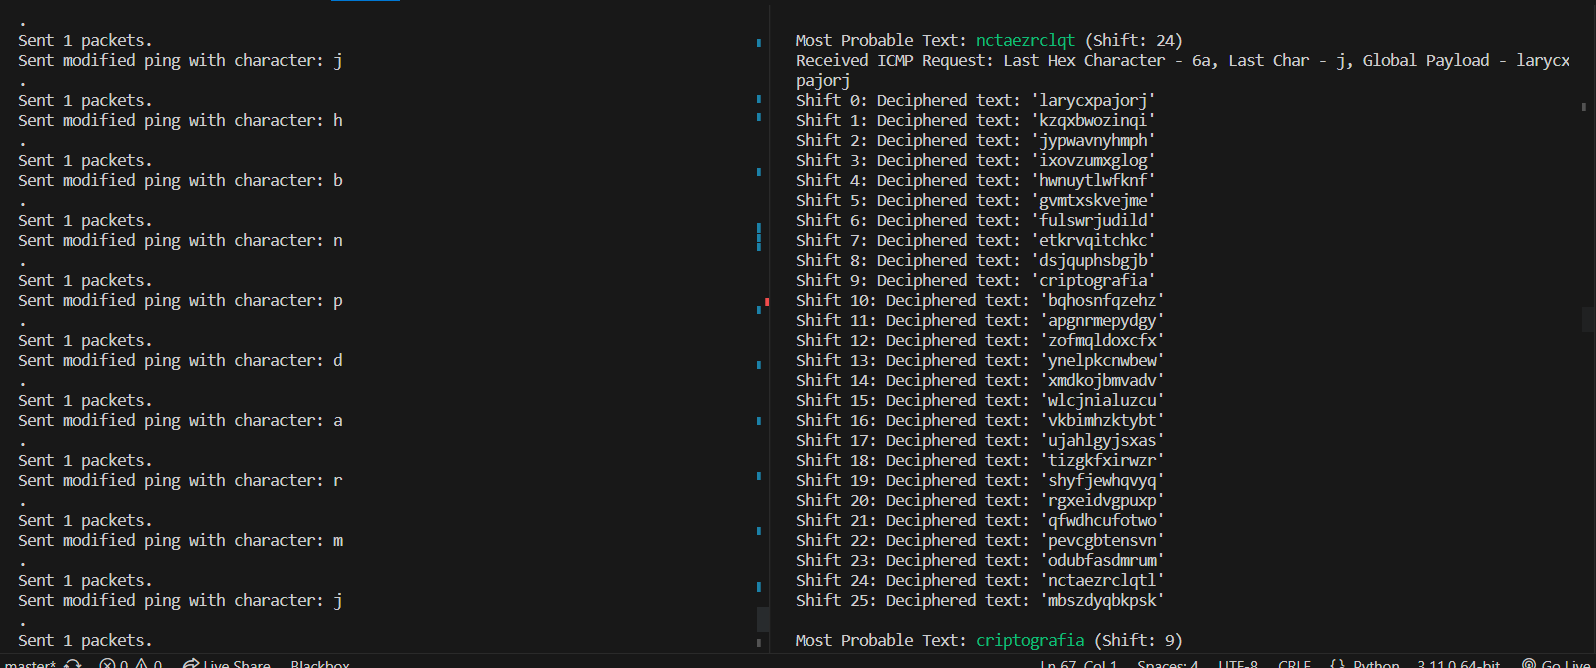 .
Sent 1 packets.
Sent modified ping with character: j
.
Sent 1 packets.
Sent modified ping with character: h
.
Sent 1 packets.
Sent modified ping with character: b
.
Sent 1 packets.
Sent modified ping with character: n
.
Sent 1 packets.
Sent modified ping with character: p
.
Sent 1 packets.
Sent modified ping with character: d
.
Sent 1 packets.
Sent modified ping with character: a
.
Sent 1 packets.
Sent modified ping with character: r
.
Sent 1 packets.
Sent modified ping with character: m
.
Sent 1 packets.
Sent modified ping with character: j
.
Sent 1 packets.
Most Probable Text: nctaezrclqt (Shift: 24)
Received ICMP Request: Last Hex Character - 6a, Last Char - j, Global Payload - larycx
pajorj
Shift 0: Deciphered text: 'larycxpajorj'
Shift 1: Deciphered text: 'kzqxbwozinqi'
Shift 2: Deciphered text: 'jypwavnyhmph'
Shift 3: Deciphered text: 'ixovzumxglog'
Shift 4: Deciphered text: 'hwnuytlwfknf'
Shift 5: Deciphered text: 'gvmtxskvejme'
Shift 6: Deciphered text: 'fulswrjudild'
Shift 7: Deciphered text: 'etkrvqitchkc'
Shift 8: Deciphered text: 'dsjquphsbgjb'
Shift 9: Deciphered text: 'criptografia'
Shift 10: Deciphered text: 'bqhosnfqzehz'
Shift 11: Deciphered text: 'apgnrmepydgy'
Shift 12: Deciphered text: 'zofmqldoxcfx'
Shift 13: Deciphered text: 'ynelpkcnwbew'
Shift 14: Deciphered text: 'xmdkojbmvadv'
Shift 15: Deciphered text: 'wlcjnialuzcu'
Shift 16: Deciphered text: 'vkbimhzktybt'
Shift 17: Deciphered text: 'ujahlgyjsxas'
Shift 18: Deciphered text: 'tizgkfxirwzr'
Shift 19: Deciphered text: 'shyfjewhqvyq'
Shift 20: Deciphered text: 'rgxeidvgpuxp'
Shift 21: Deciphered text: 'qfwdhcufotwo'
Shift 22: Deciphered text: 'pevcgbtensvn'
Shift 23: Deciphered text: 'odubfasdmrum'
Shift 24: Deciphered text: 'nctaezrclqtl'
Shift 25: Deciphered text: 'mbszdyqbkpsk'
Most Probable Text: criptografia (Shift: 9)
master* 0 0 Live Share Blackbox Ln 67, Col 1 Spaces: 4 UTF-8 CRLF {} Python 3.11.0 64-bit Go Live